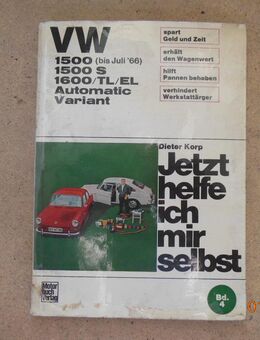 VW
1500 (bis Juli '66)
1500 S
1600/TL/EL
Automatic
Variant
spart
Geld und Zeit
erhält
den Wagenwert
hilft
Pannen beheben
verhindert
Werkstattärger
Dieter Korp
Jetzt
helfe
ich
mir
selbst
Motor
buch
Verlag
Bd.
4